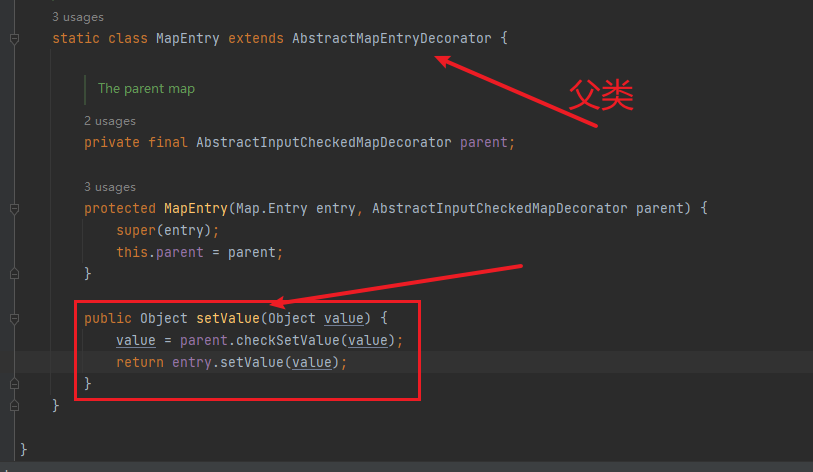 3 usages
static class MapEntry extends AbstractMapEntryDecorator {
The parent map
父类
2 usages
private final AbstractInputCheckedMapDecorator parent;
3 usages
protected MapEntry(Map.Entry entry, AbstractInputCheckedMapDecorator parent) {
super(entry);
this.parent = parent;
}
public Object setValue(Object value) {
value = parent.checkSetValue(value);
return entry.setValue(value);
}
}
}